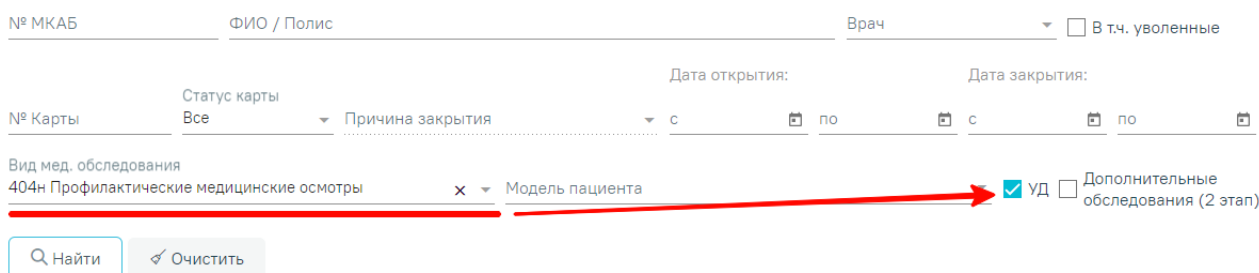 № МКАБ ФИО / Полис Врач В т.ч. уволенные
Дата открытия: Дата закрытия:
Статус карты
№ Карты Все Причина закрытия с по с по
Вид мед. обследования
404н Профилактические медицинские осмотры × Модель пациента УД Дополнительные
обследования (2 этап)
Найти Очистить